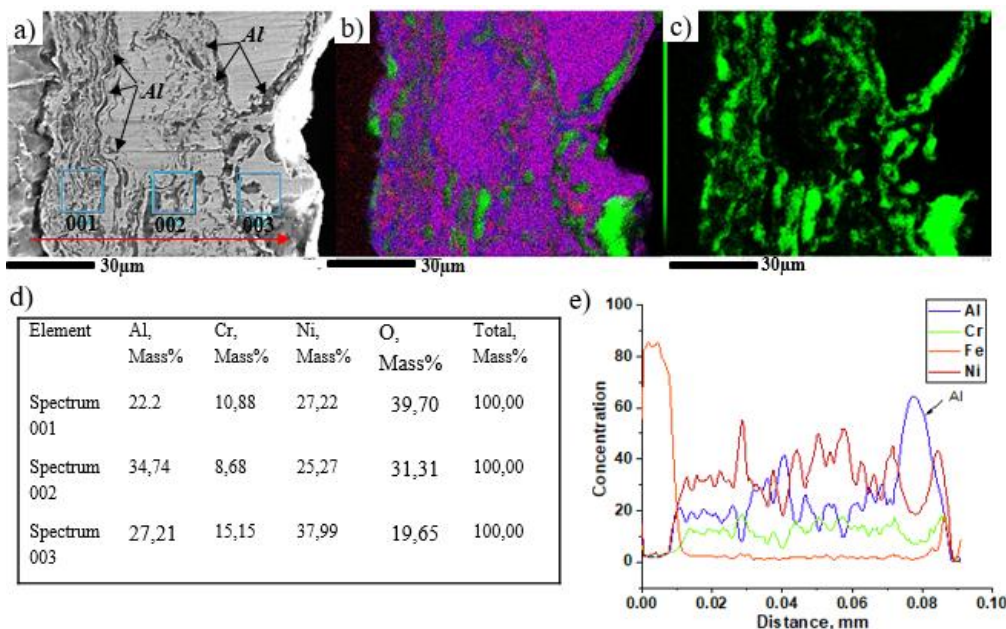 a)
Al
Al
001
002
003
30μm
b)
c)
30μm
d)
Element Al, Mass% Cr, Mass% Ni, Mass% O, Mass% Total, Mass%
Spectrum 001 22.2 10,88 27,22 39,70 100,00
Spectrum 002 34,74 8,68 25,27 31,31 100,00
Spectrum 003 27,21 15,15 37,99 19,65 100,00
e)
100
80
60
40
20
0
Concentration
Al
Cr
Fe
Ni
Al
0.00 0.02 0.04 0.06 0.08 0.10
Distance, mm